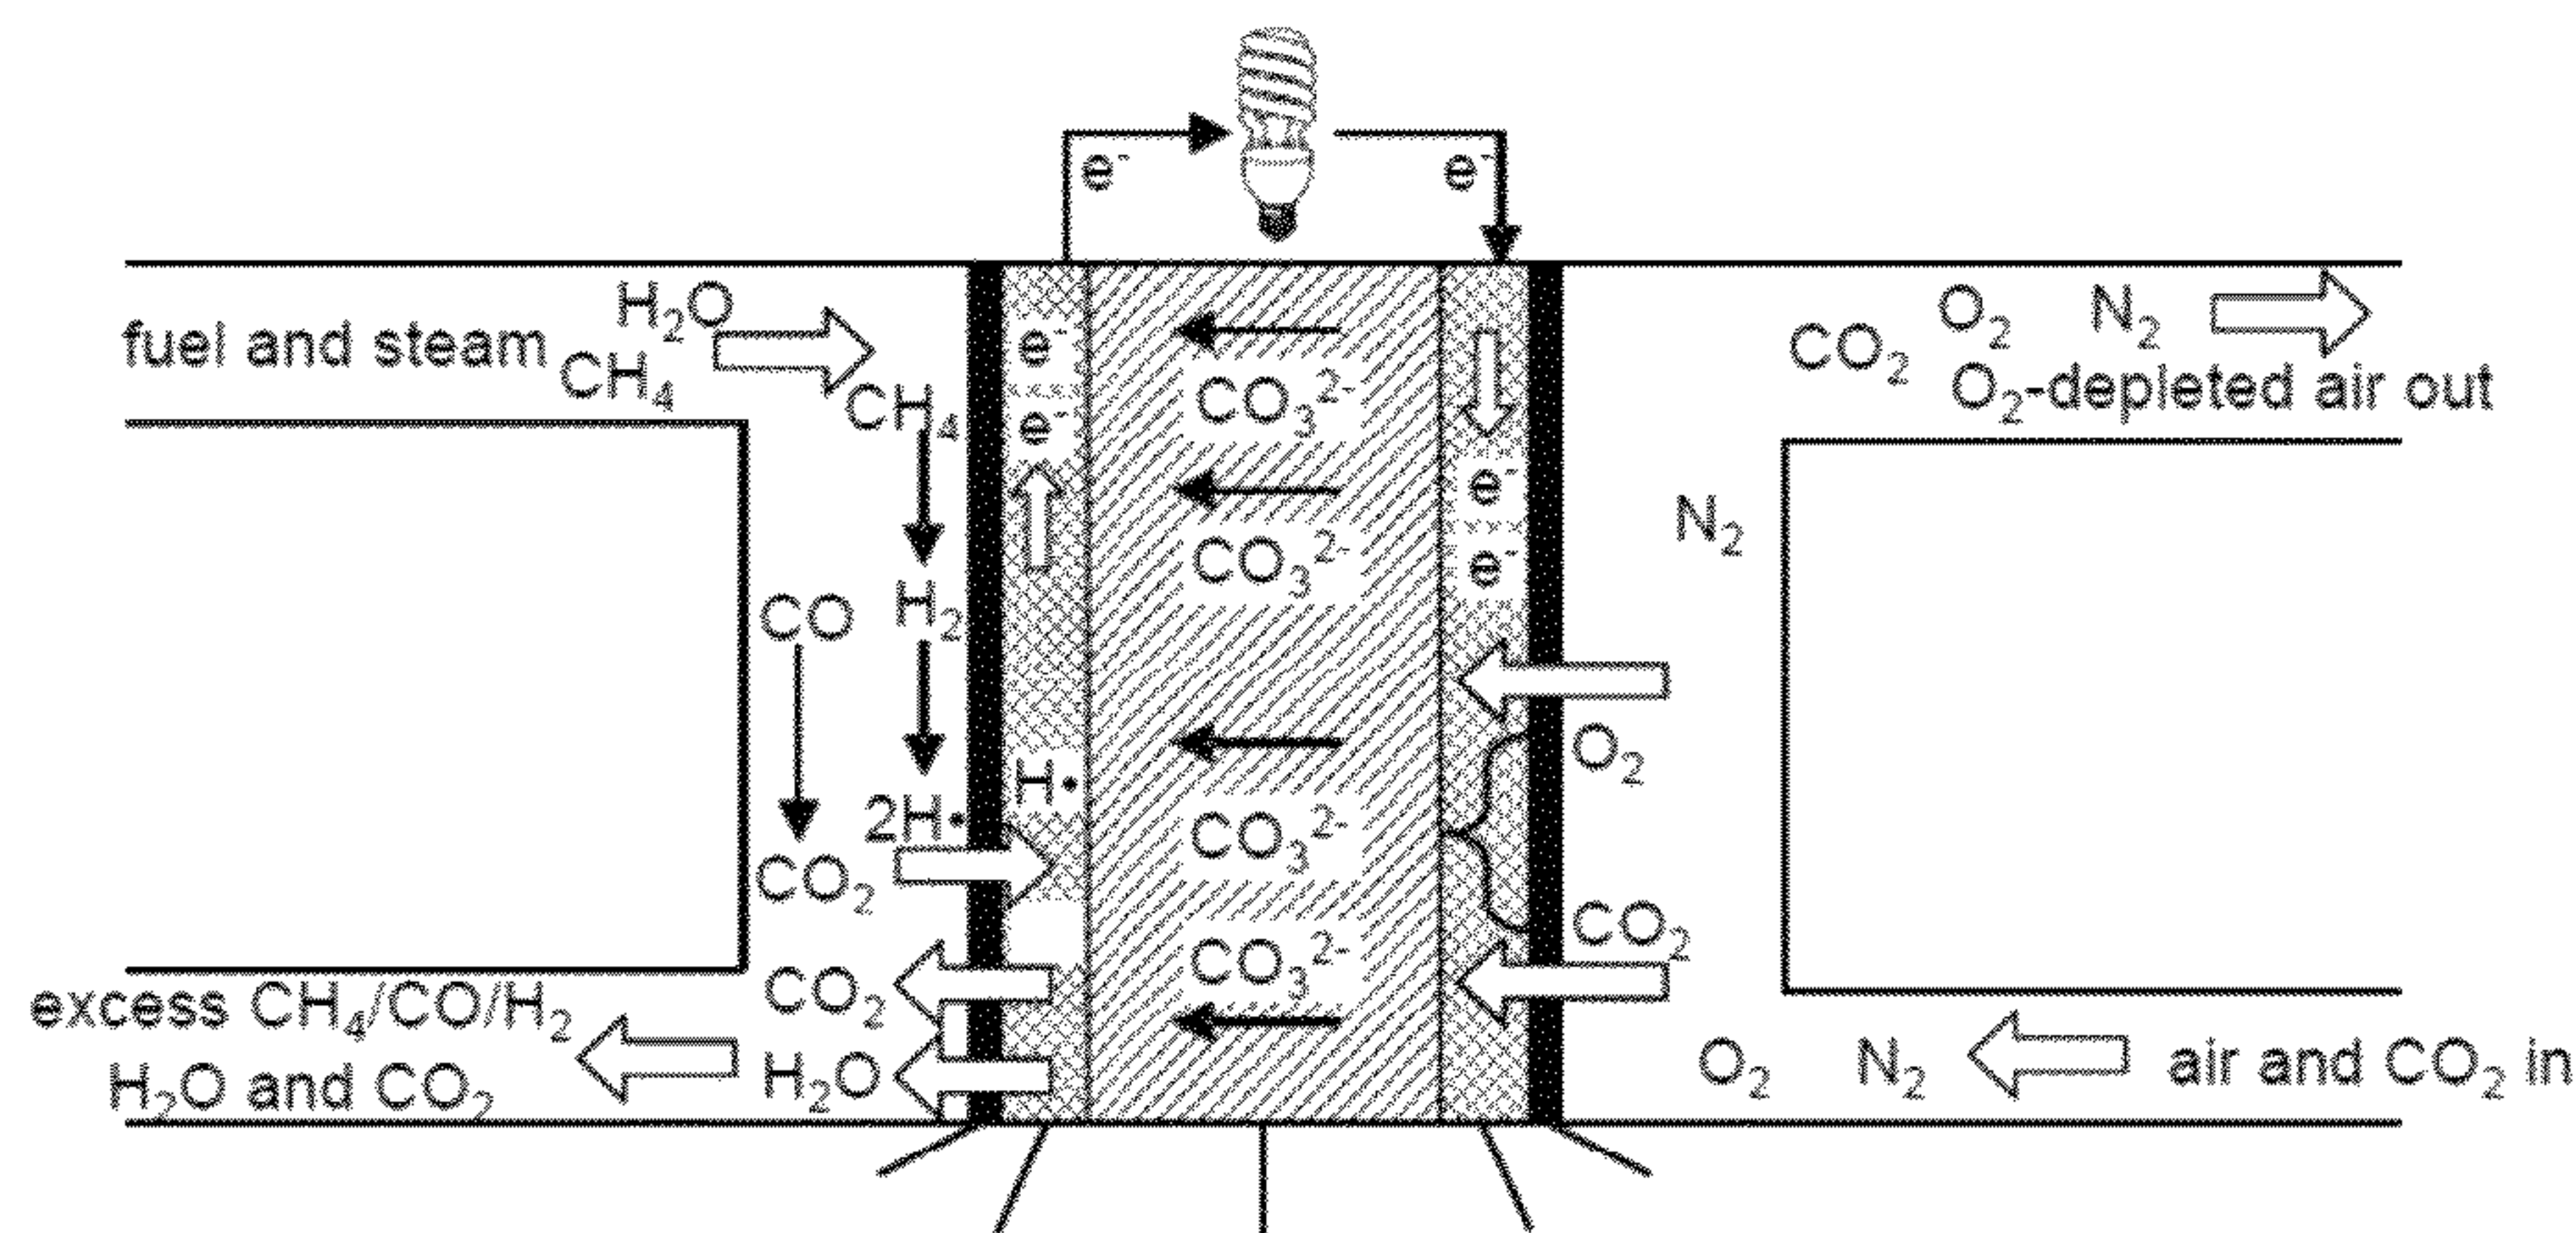 e⁻ e⁻
H₂O
fuel and steam
CH₄
CH₄
e⁻
e⁻
CO₃²⁻
CO₂ O₂ N₂
O₂-depleted air out
CO₃²⁻
e⁻
e⁻
N₂
CO H₂
H•
2H•
CO₂
CO₃²⁻
O₂
CO₂
CO₃²⁻
CO₂
excess CH₄/CO/H₂
H₂O and CO₂
H₂O
O₂ N₂ air and CO₂ in